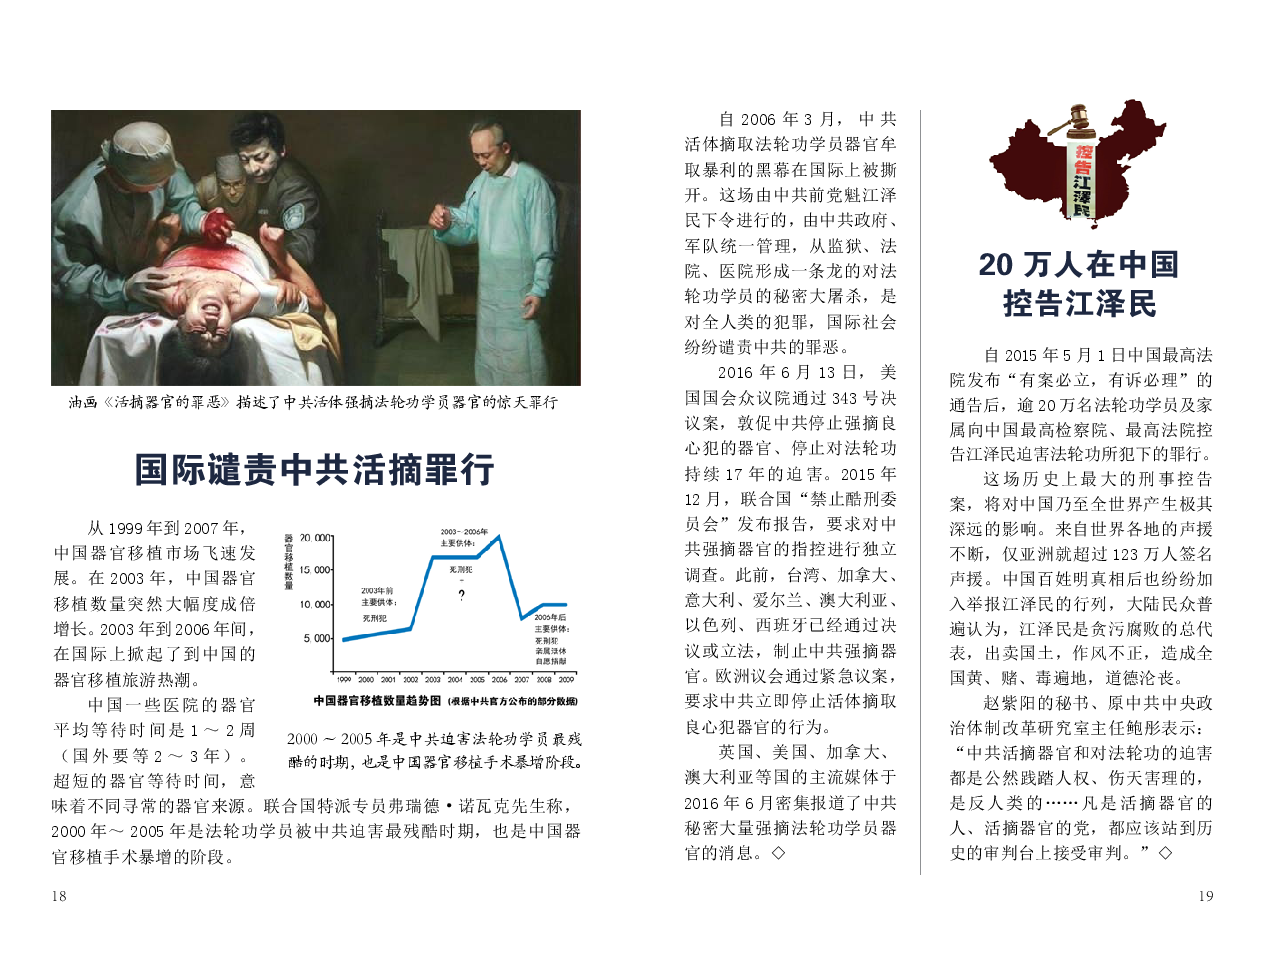 油画《活摘器官的罪恶》描述了中共活体强摘法轮功学员器官的惊天罪行
国际谴责中共活摘罪行
从 1999 年到 2007 年，
中国器官移植市场飞速发
展。在 2003 年，中国器官
移植数量突然大幅度成倍
增长。2003 年到 2006 年间，
在国际上掀起了到中国的
器官移植旅游热潮。
中国一些医院的器官
平均等待时间是 1 ～ 2 周
（国外要等 2 ～ 3 年）。
超短的器官等待时间，意
味着不同寻常的器官来源。联合国特派专员弗瑞德·诺瓦克先生称，
2000 年～ 2005 年是法轮功学员被中共迫害最残酷时期，也是中国器
官移植手术暴增的阶段。
器官移植数量
20. 000
15 000
10. 000
5 000
2003~2006年
主要供体：
死刑犯
~
?
2003年前
主要供体：
死刑犯
2006年后
主要供体：
死刑犯
亲属活体
自愿捐献
1999 2000 2001 2002 2003 2004 2005 2006 2007 2008 2009
中国器官移植数量趋势图（根据中共官方公布的部分数据）
2000 ～ 2005 年是中共迫害法轮功学员最残
酷的时期，也是中国器官移植手术暴增阶段。
18
自 2006 年 3 月，中共
活体摘取法轮功学员器官牟
取暴利的黑幕在国际上被撕
开。这场由中共前党魁江泽
民下令进行的，由中共政府、
军队统一管理，从监狱、法
院、医院形成一条龙的对法
轮功学员的秘密大屠杀，是
对全人类的犯罪，国际社会
纷纷谴责中共的罪恶。
2016 年 6 月 13 日，美
国国会众议院通过 343 号决
议案，敦促中共停止强摘良
心犯的器官、停止对法轮功
持续 17 年的迫害。2015 年
12 月，联合国“禁止酷刑委
员会”发布报告，要求对中
共强摘器官的指控进行独立
调查。此前，台湾、加拿大、
意大利、爱尔兰、澳大利亚、
以色列、西班牙已经通过决
议或立法，制止中共强摘器
官。欧洲议会通过紧急议案，
要求中共立即停止活体摘取
良心犯器官的行为。
英国、美国、加拿大、
澳大利亚等国的主流媒体于
2016 年 6 月密集报道了中共
秘密大量强摘法轮功学员器
官的消息。◇
控告江泽民
20 万人在中国
控告江泽民
自 2015 年 5 月 1 日中国最高法
院发布“有案必立，有诉必理”的
通告后，逾 20 万名法轮功学员及家
属向中国最高检察院、最高法院控
告江泽民迫害法轮功所犯下的罪行。
这场历史上最大的刑事控告
案，将对中国乃至全世界产生极其
深远的影响。来自世界各地的声援
不断，仅亚洲就超过 123 万人签名
声援。中国百姓明真相后也纷纷加
入举报江泽民的行列，大陆民众普
遍认为，江泽民是贪污腐败的总代
表，出卖国土，作风不正，造成全
国黄、赌、毒遍地，道德沦丧。
赵紫阳的秘书、原中共中央政
治体制改革研究室主任鲍彤表示：
“中共活摘器官和对法轮功的迫害
都是公然践踏人权、伤天害理的，
是反人类的……凡是活摘器官的
人、活摘器官的党，都应该站到历
史的审判台上接受审判。”◇
19